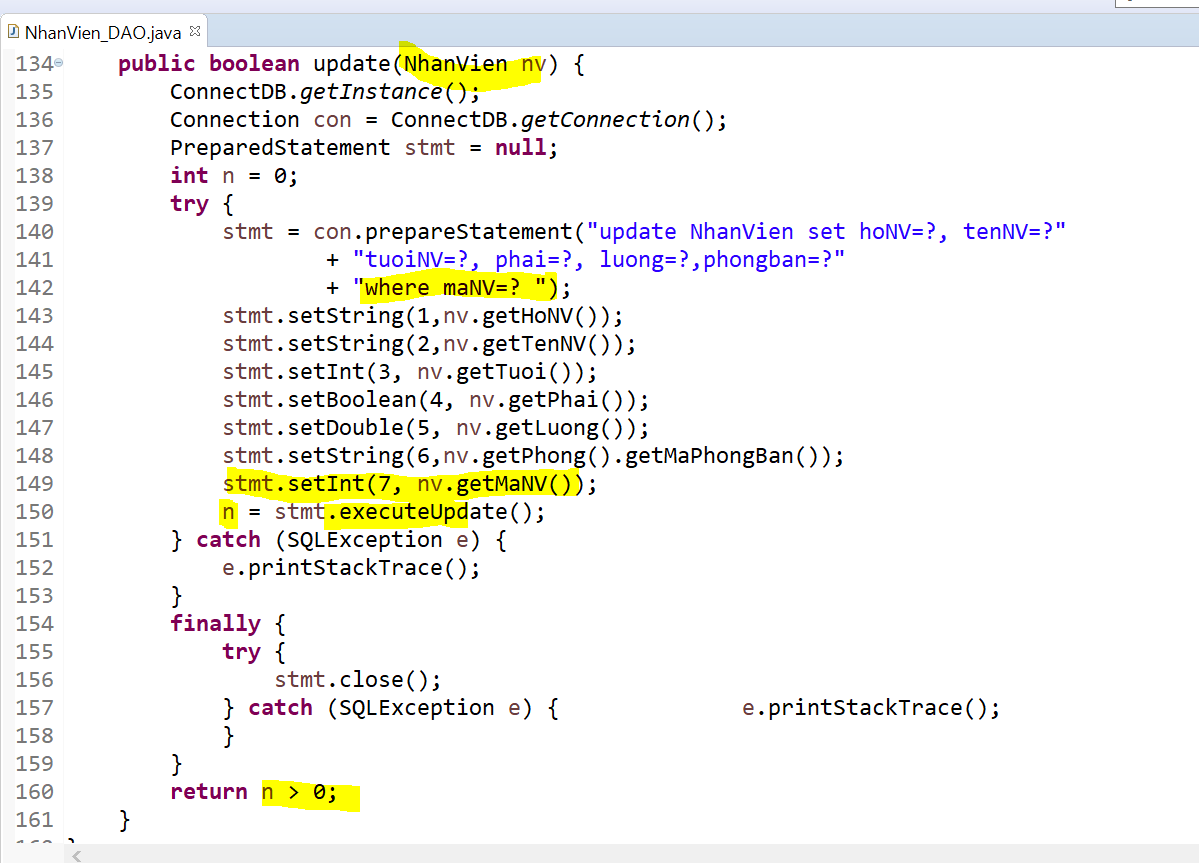 NhanVien_DAO.java
134 public boolean update(NhanVien nv) {
135 ConnectDB.getInstance();
136 Connection con = ConnectDB.getConnection();
137 PreparedStatement stmt = null;
138 int n = 0;
139 try {
140 stmt = con.prepareStatement("update NhanVien set hoNV=?, tenNV=?"
141 + "tuoiNV=?, phai=?, luong=?,phongban=?"
142 + "where maNV=? ");
143 stmt.setString(1,nv.getHoNV());
144 stmt.setString(2,nv.getTenNV());
145 stmt.setInt(3, nv.getTuoi());
146 stmt.setBoolean(4, nv.getPhai());
147 stmt.setDouble(5, nv.getLuong());
148 stmt.setString(6,nv.getPhong().getMaPhongBan());
149 stmt.setInt(7, nv.getMaNV());
150 n = stmt.executeUpdate();
151 } catch (SQLException e) {
152 e.printStackTrace();
153 }
154 finally {
155 try {
156 stmt.close();
157 } catch (SQLException e) { e.printStackTrace();
158 }
159 }
160 return n > 0;
161 }